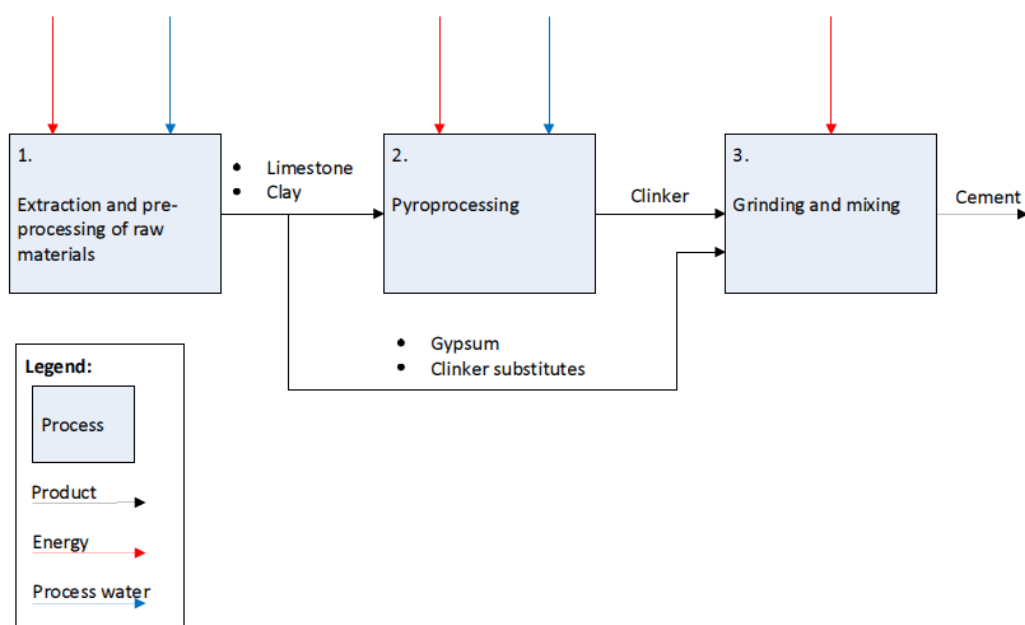 1.
Extraction and pre-
processing of raw
materials
• Limestone
• Clay
2.
Pyroprocessing
Clinker
3.
Grinding and mixing
Cement
• Gypsum
• Clinker substitutes
Legend:
Process
Product
Energy
Process water